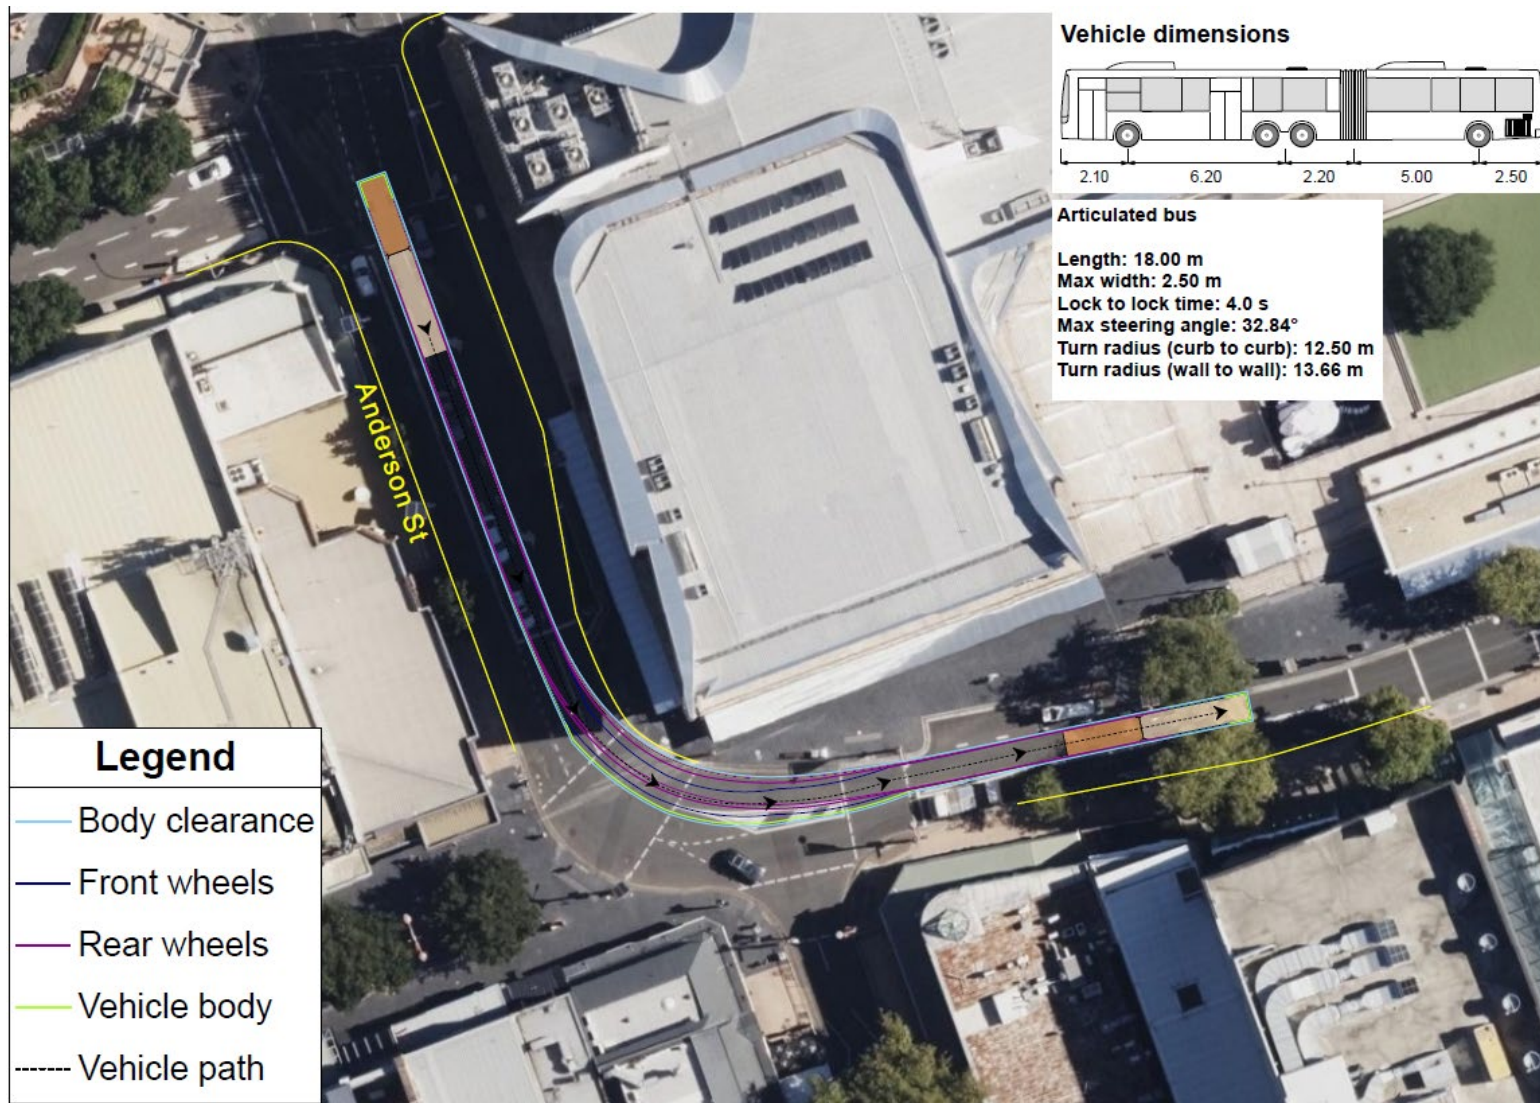 Vehicle dimensions
2.10 6.20 2.20 5.00 2.50
Articulated bus
Length: 18.00 m
Max width: 2.50 m
Lock to lock time: 4.0 s
Max steering angle: 32.84°
Turn radius (curb to curb): 12.50 m
Turn radius (wall to wall): 13.66 m
Anderson St
Legend
Body clearance
Front wheels
Rear wheels
Vehicle body
Vehicle path